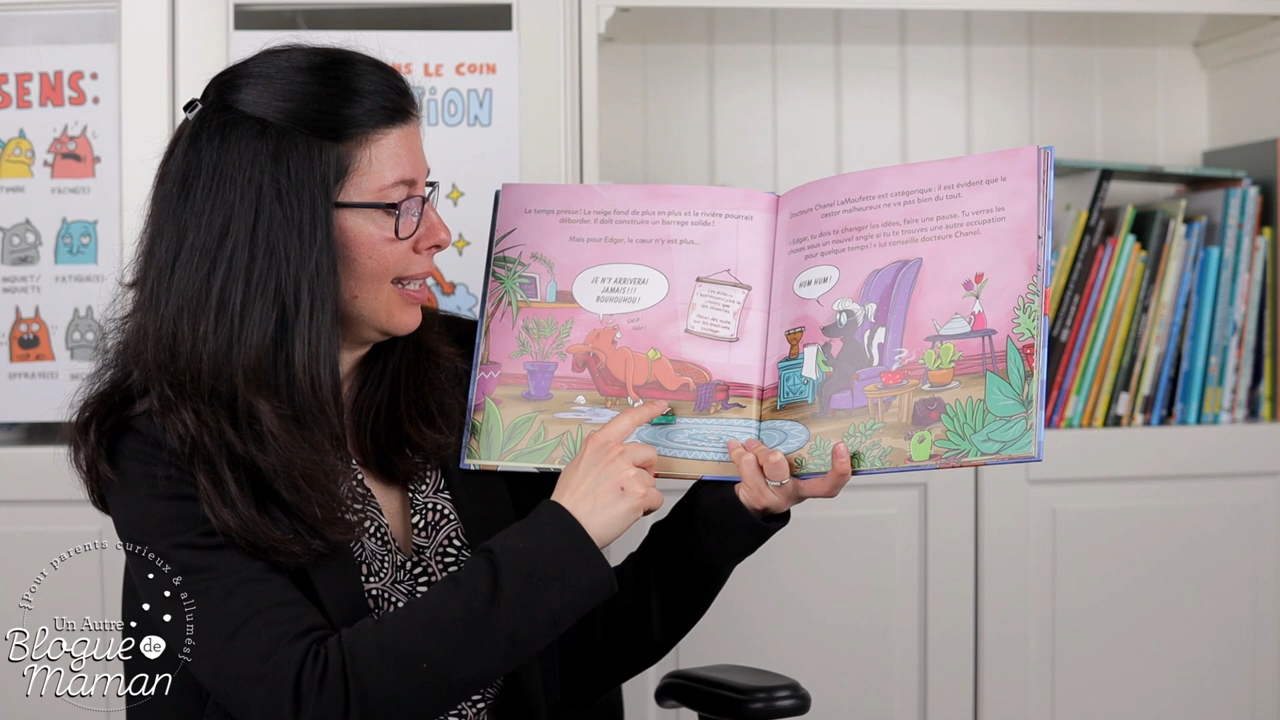 SENS:
FÂCHÉ(E)
INQUIET/
FATIGUÉ(E)
NS LE COIN
TION
Le temps presse! La neige fond de plus en plus et la rivière pourrait
déborder. Il doit construire un barrage solide!
Mais pour Edgar, le cœur n'y est plus...
JE N'Y ARRIVERAI
JAMAIS!!!
BOUHOUHOU!
Docteure Chanel LaMoufette est catégorique : il est évident que le
castor malheureux ne va pas bien du tout.
« Edgar, tu dois te changer les idées, faire une pause. Tu verras les
choses sous un nouvel angle si tu te trouves une autre occupation
pour quelque temps! » lui conseille docteure Chanel.
HUM HUM!
{Pour parents curieux & allumés}
Un Autre
Blogue de
Maman